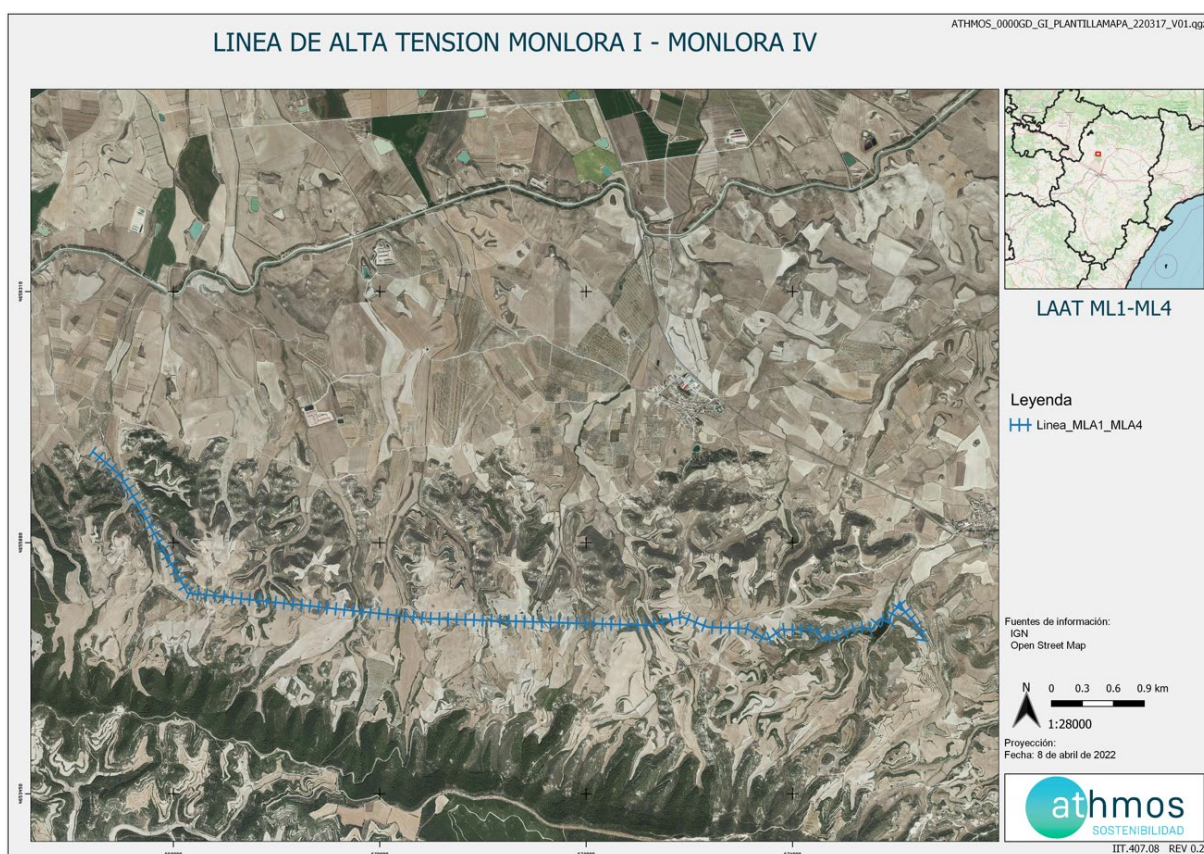 ATHMOS_0000GD_GI_PLANTILLAMAPA_220317_V01.qgz
LINEA DE ALTA TENSION MONLORA I - MONLORA IV
LAAT ML1-ML4
Leyenda
Linea_MLA1_MLA4
Fuentes de información:
IGN
Open Street Map
N
0 0.3 0.6 0.9 km
1:28000
Proyección:
Fecha: 8 de abril de 2022
athmos
SOSTENIBILIDAD
IIT.407.08 REV 0.2